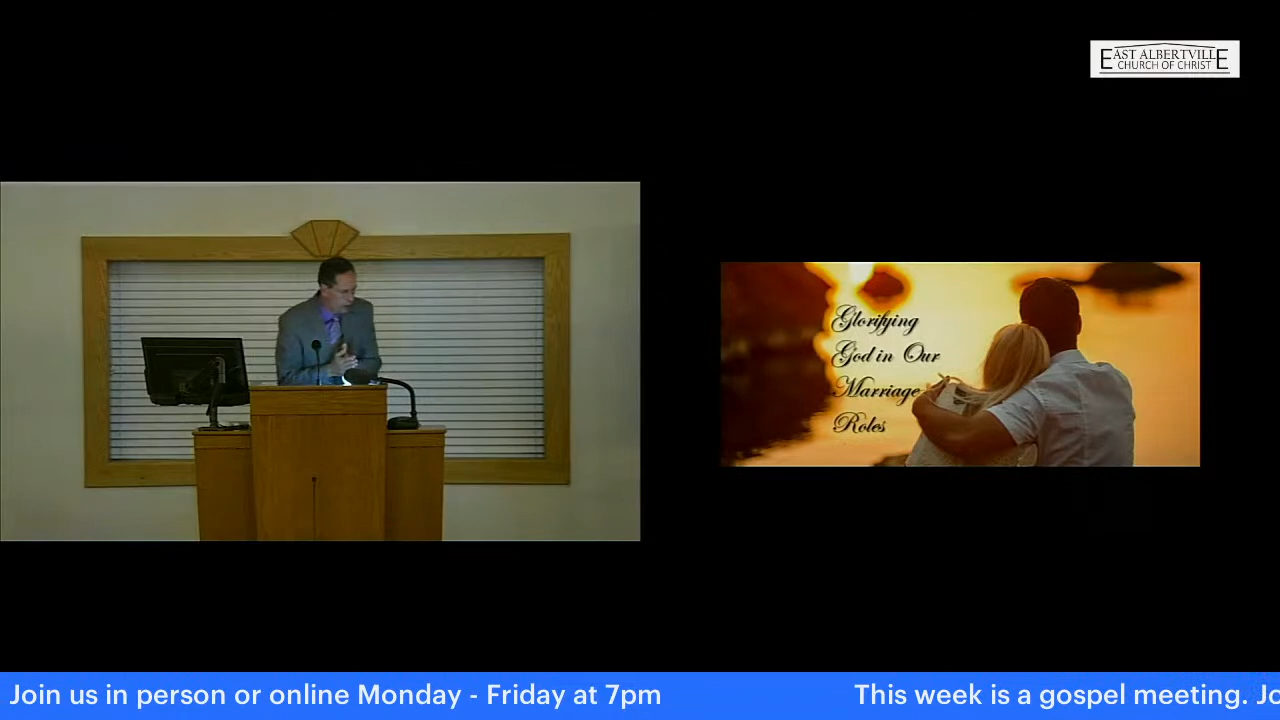 EAST ALBERTVILLE
CHURCH OF CHRIST
Glorifying
God in Our
Marriage
Roles
Join us in person or online Monday - Friday at 7pm
This week is a gospel meeting. Jo